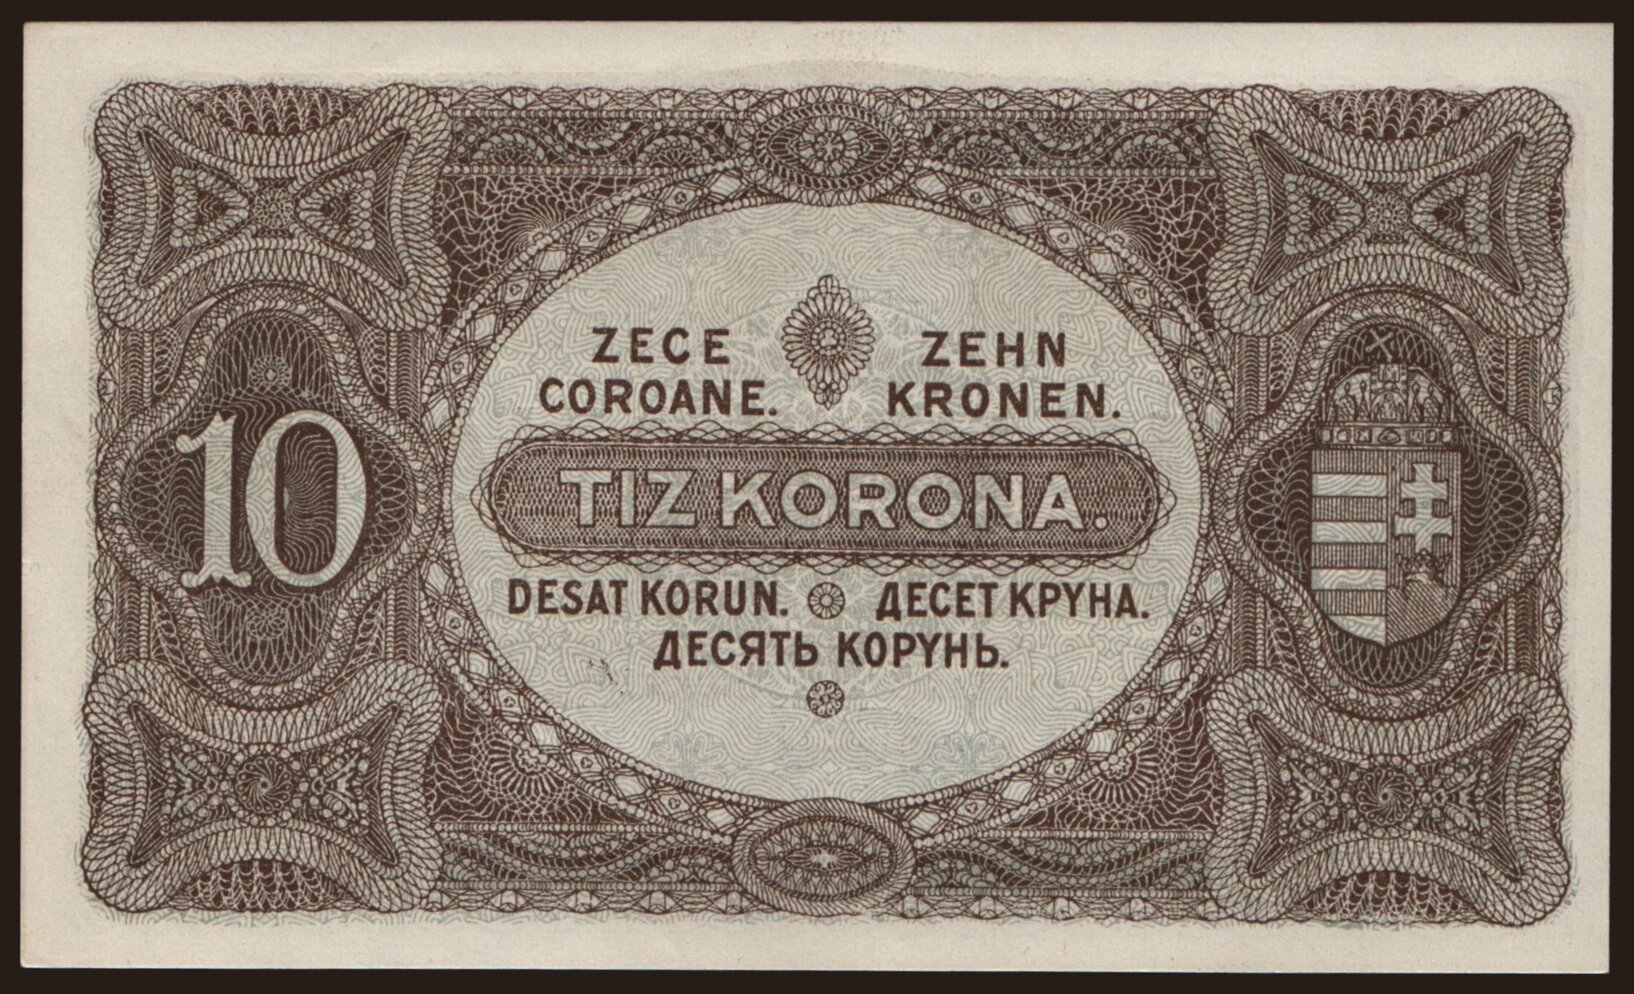 ZECE
COROANE.
ZEHN
KRONEN.
10
TIZ KORONA.
DESAT KORUN.
ДЕСЕТ КРУНА.
ДЕСЯТЬ КОРУНЬ.